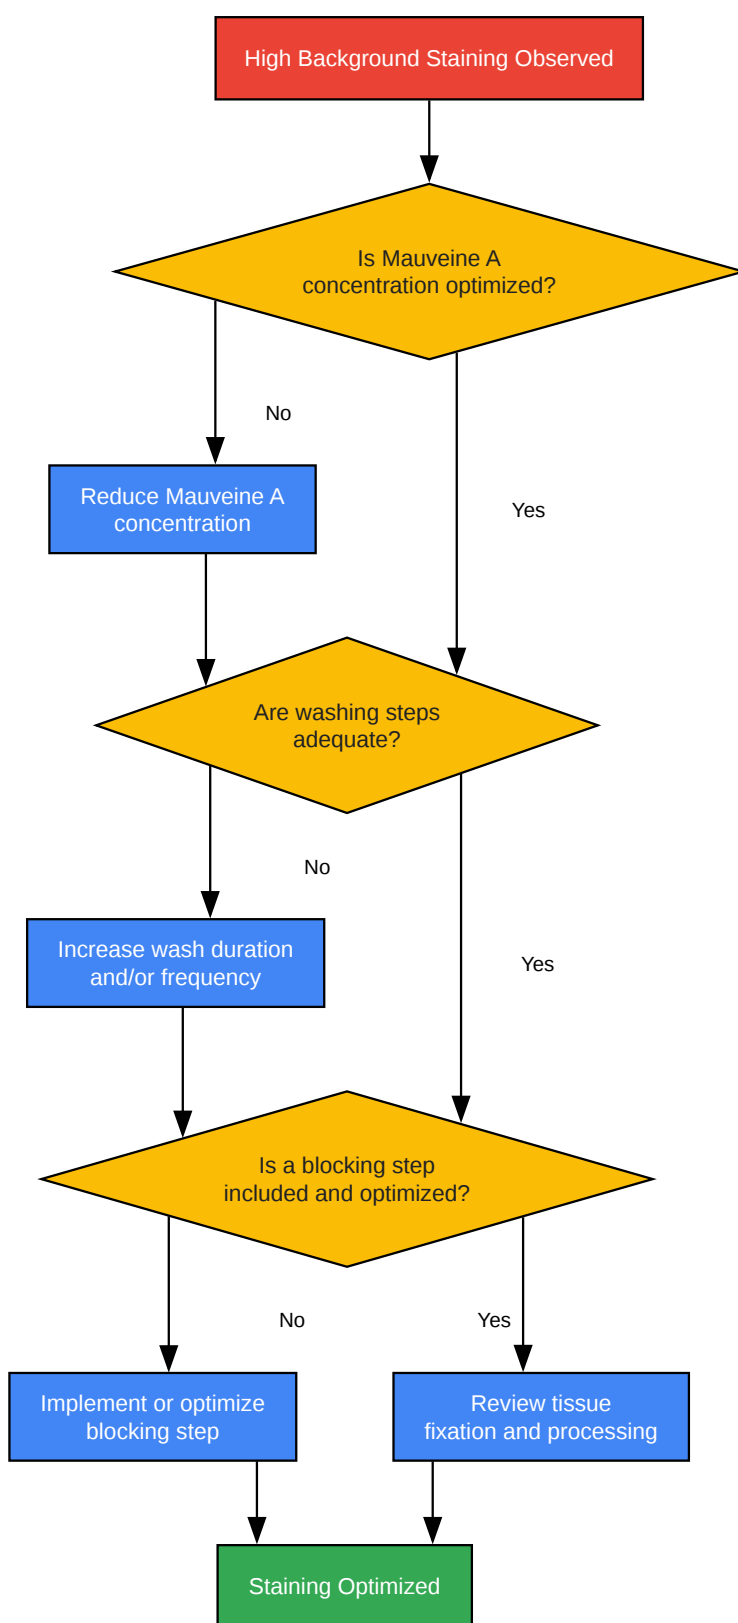 High Background Staining Observed
Is Mauveine A
concentration optimized?
No
Reduce Mauveine A
concentration
Yes
Are washing steps
adequate?
No
Increase wash duration
and/or frequency
Yes
Is a blocking step
included and optimized?
No
Yes
Implement or optimize
blocking step
Review tissue
fixation and processing
Staining Optimized